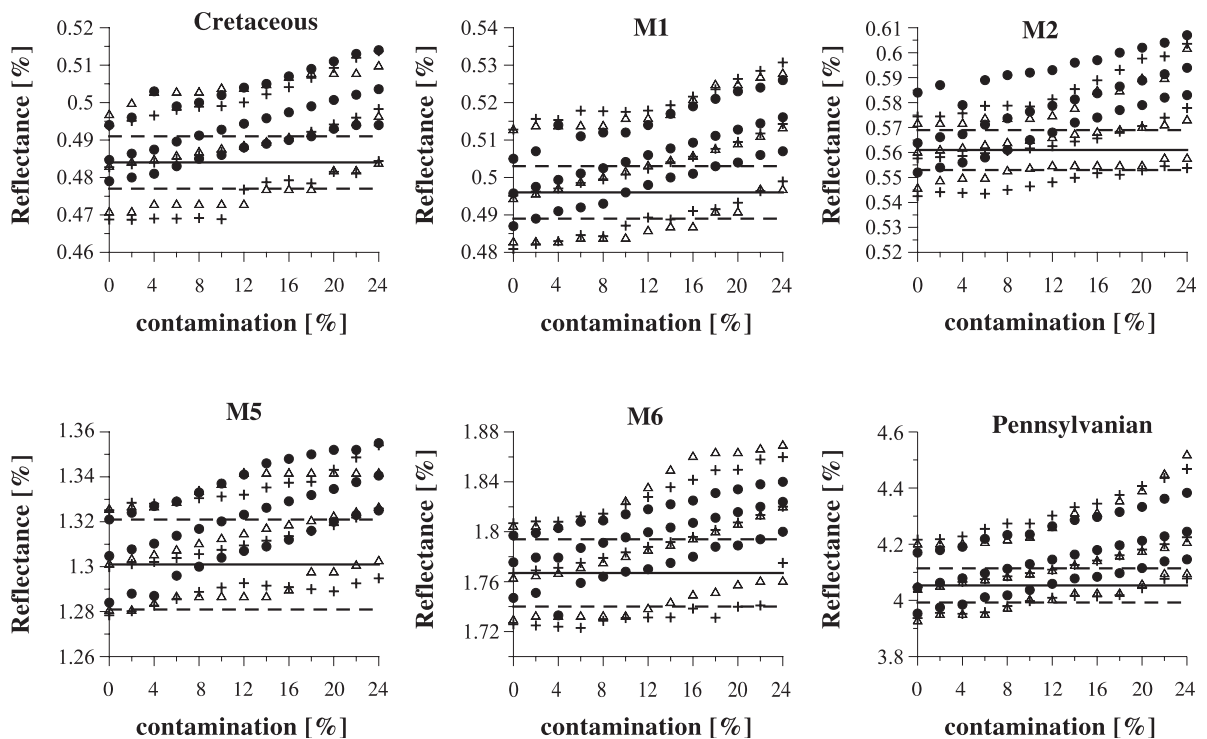 Cretaceous
Reflectance [%]
0.52
0.51
0.5
0.49
0.48
0.47
0.46
0 4 8 12 16 20 24
contamination [%]
M1
Reflectance [%]
0.54
0.53
0.52
0.51
0.5
0.49
0.48
0 4 8 12 16 20 24
contamination [%]
M2
Reflectance [%]
0.61
0.6
0.59
0.58
0.57
0.56
0.55
0.54
0.53
0.52
0 4 8 12 16 20 24
contamination [%]
M5
Reflectance [%]
1.36
1.34
1.32
1.3
1.28
1.26
0 4 8 12 16 20 24
contamination [%]
M6
Reflectance [%]
1.88
1.84
1.8
1.76
1.72
0 4 8 12 16 20 24
contamination [%]
Pennsylvanian
Reflectance [%]
4.6
4.4
4.2
4
3.8
0 4 8 12 16 20 24
contamination [%]